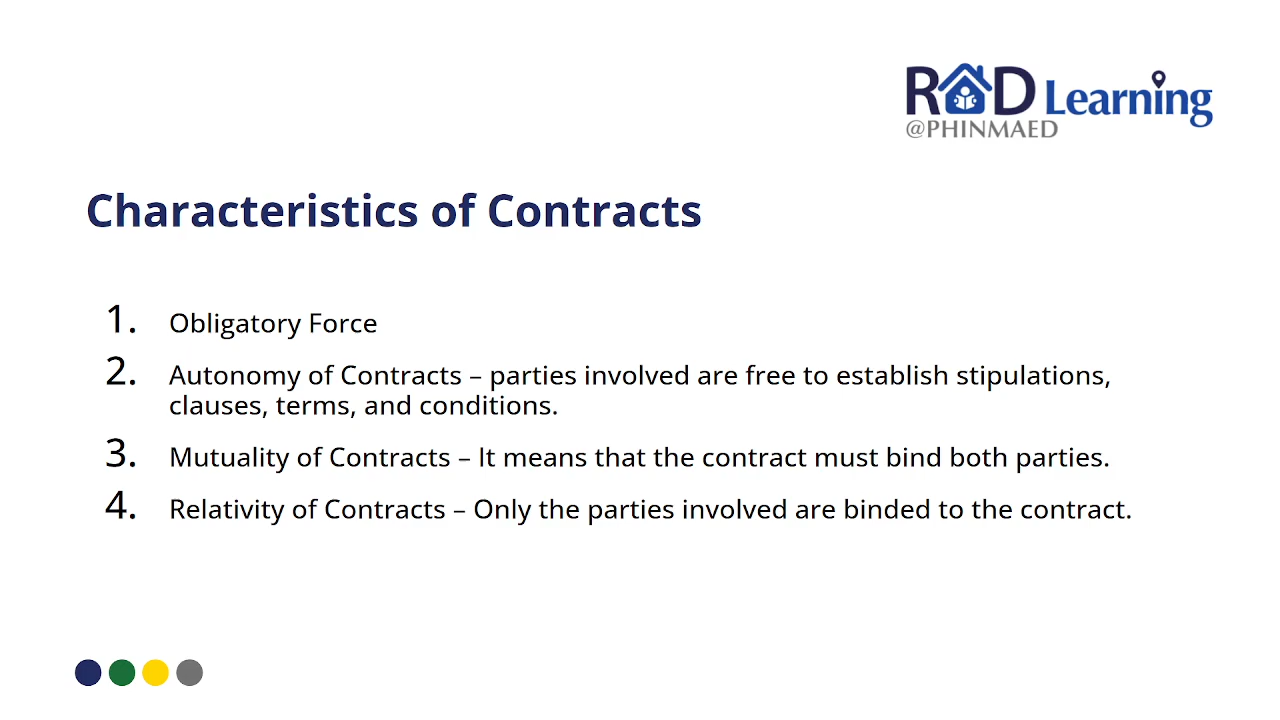 RAD Learning
@PHINMAED
Characteristics of Contracts
1. Obligatory Force
2. Autonomy of Contracts – parties involved are free to establish stipulations,
clauses, terms, and conditions.
3. Mutuality of Contracts – It means that the contract must bind both parties.
4. Relativity of Contracts – Only the parties involved are binded to the contract.